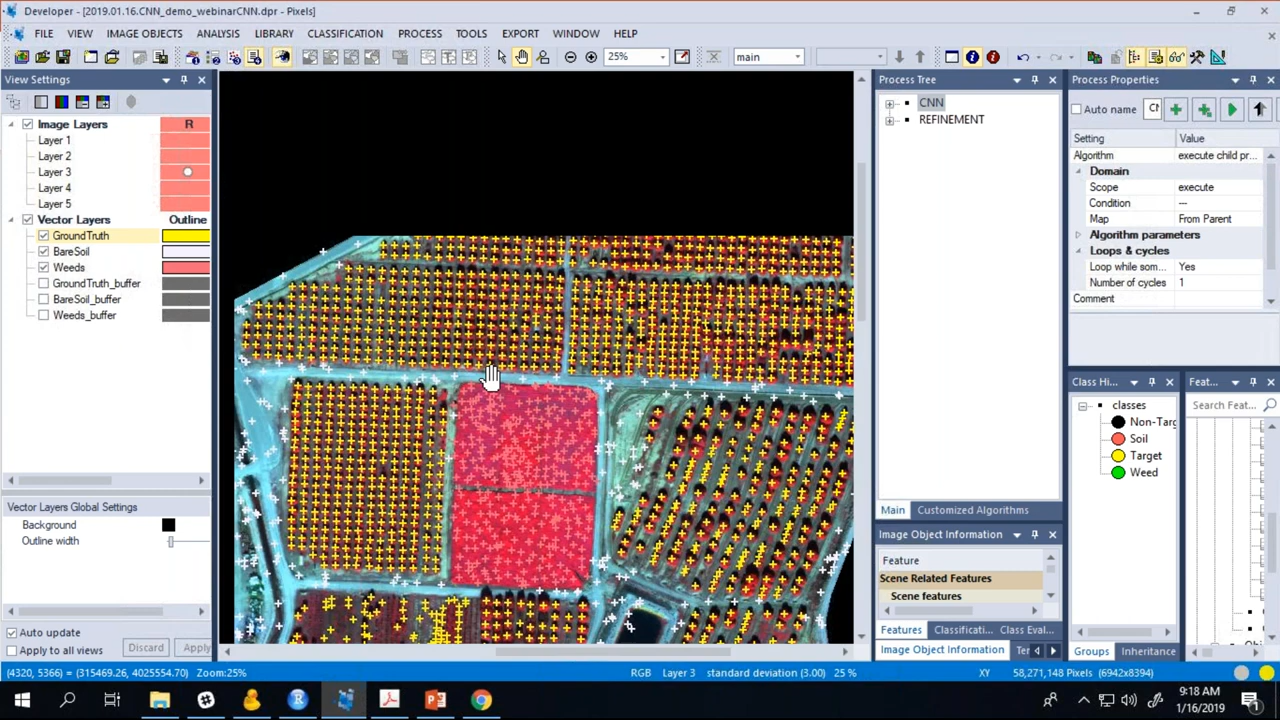 Developer - [2019.01.16.CNN_demo_webinarCNN.dpr - Pixels]
FILE VIEW IMAGE OBJECTS ANALYSIS LIBRARY CLASSIFICATION PROCESS TOOLS EXPORT WINDOW HELP
25% main
View Settings
Image Layers R
Layer 1
Layer 2
Layer 3
Layer 4
Layer 5
Vector Layers Outline
GroundTruth
BareSoil
Weeds
GroundTruth_buffer
BareSoil_buffer
Weeds_buffer
Vector Layers Global Settings
Background
Outline width
Auto update
Apply to all views Discard Apply
Process Tree
CNN
REFINEMENT
Main Customized Algorithms
Image Object Information
Feature
Scene Related Features
Scene features
Features Classificati... Class Eval...
Image Object Information Ter
Process Properties
Auto name CN
Setting Value
Algorithm execute child pr...
Domain
Scope execute
Condition ---
Map From Parent
Algorithm parameters
Loops & cycles
Loop while som... Yes
Number of cycles 1
Comment
Class Hi...
classes
Non-Targ
Soil
Target
Weed
Groups Inheritance
Feat...
Search Feat...
(4320, 5366) = (315469.26, 4025554.70) Zoom:25% RGB Layer 3 standard deviation (3.00) 25 % XY 58,271,148 Pixels (6942x8394)
9:18 AM
1/16/2019